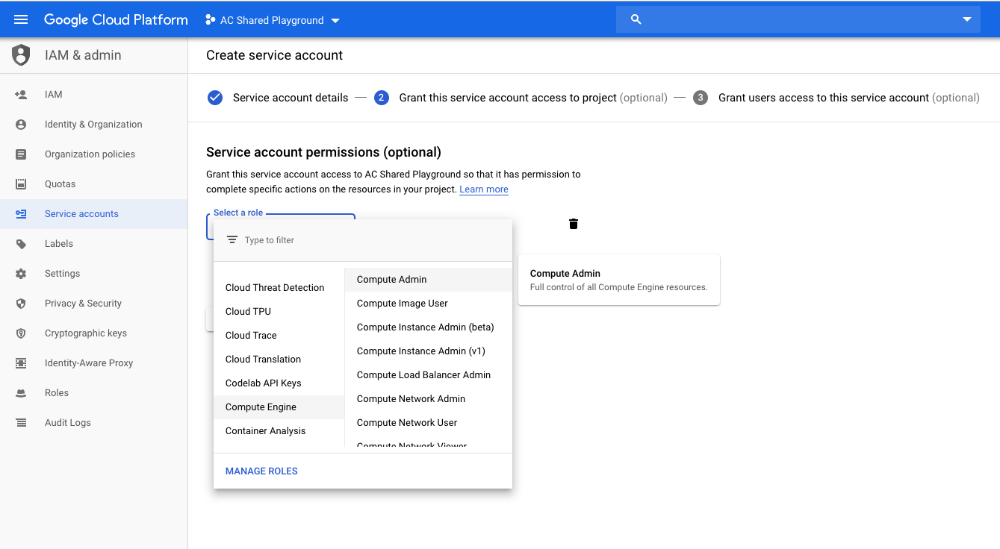 Google Cloud Platform
AC Shared Playground
IAM & admin
Create service account
IAM
Identity & Organization
Organization policies
Quotas
Service accounts
Labels
Settings
Privacy & Security
Cryptographic keys
Identity-Aware Proxy
Roles
Audit Logs
Service account details — 2 Grant this service account access to project (optional) — 3 Grant users access to this service account (optional)
Service account permissions (optional)
Grant this service account access to AC Shared Playground so that it has permission to
complete specific actions on the resources in your project. Learn more
Select a role
Type to filter
Cloud Threat Detection
Cloud TPU
Cloud Trace
Cloud Translation
Codelab API Keys
Compute Engine
Container Analysis
Compute Admin
Compute Image User
Compute Instance Admin (beta)
Compute Instance Admin (v1)
Compute Load Balancer Admin
Compute Network Admin
Compute Network User
Compute Network Viewer
MANAGE ROLES
Compute Admin
Full control of all Compute Engine resources.